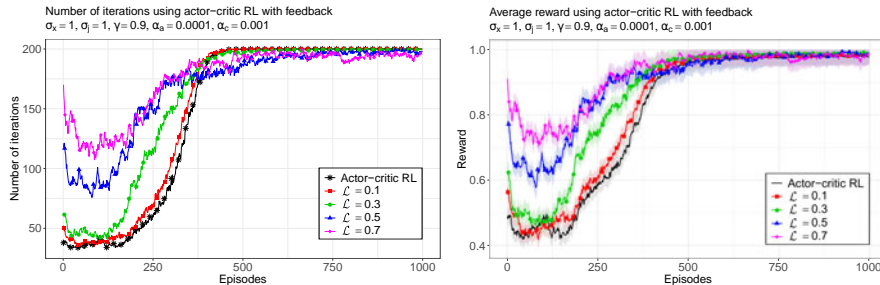 Number of iterations using actor-critic RL with feedback
σx = 1, σj = 1, γ=0.9, αa=0.0001, αc=0.001
200
150
100
50
Number of iterations
0
250
500
750
1000
Episodes
Actor-critic RL
ℒ = 0.1
ℒ = 0.3
ℒ = 0.5
ℒ = 0.7
Average reward using actor-critic RL with feedback
σx = 1, σj = 1, γ=0.9, αa=0.0001, αc=0.001
1.0
0.8
0.6
0.4
Reward
0
250
500
750
1000
Episodes
Actor-critic RL
ℒ = 0.1
ℒ = 0.3
ℒ = 0.5
ℒ = 0.7